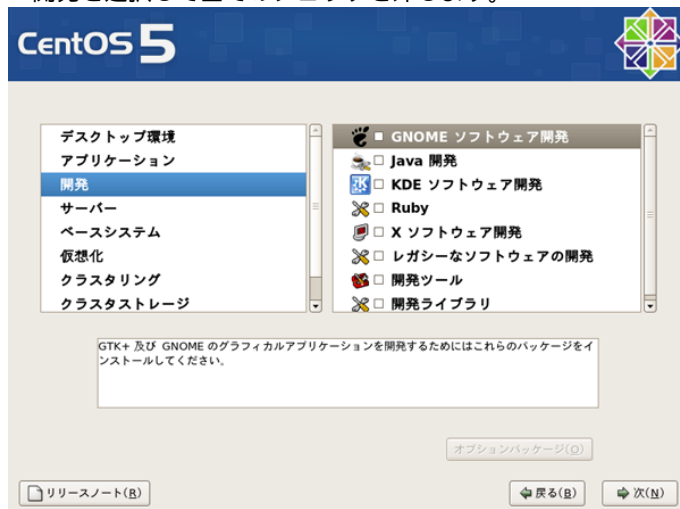 CentOS 5
デスクトップ環境
アプリケーション
開発
サーバー
ベースシステム
仮想化
クラスタリング
クラスタストレージ
GNOME ソフトウェア開発
Java 開発
KDE ソフトウェア開発
Ruby
X ソフトウェア開発
レガシーなソフトウェアの開発
開発ツール
開発ライブラリ
GTK+ 及び GNOME のグラフィカルアプリケーションを開発するためにはこれらのパッケージをイ
ンストールしてください。
オプションパッケージ(O)
リリースノート(R)
戻る(B)
次(N)